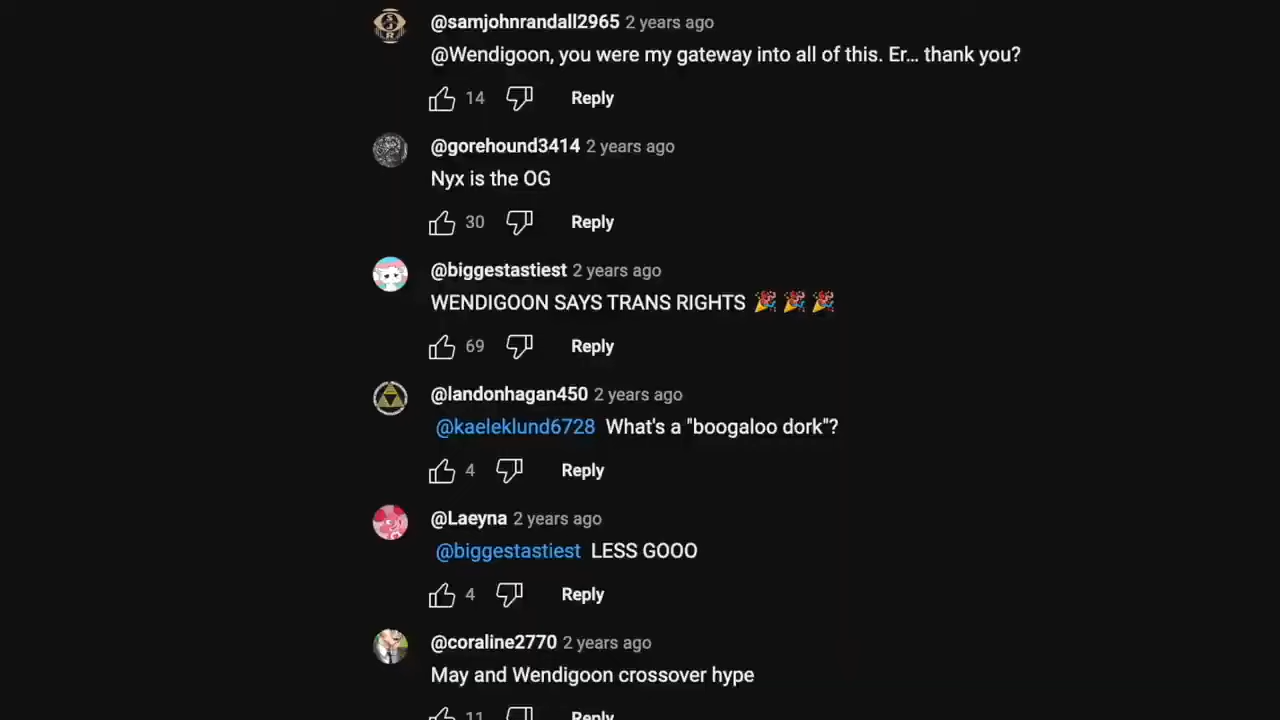 @samjohnrandall2965 2 years ago
@Wendigoon, you were my gateway into all of this. Er... thank you?
14 Reply
@gorehound3414 2 years ago
Nyx is the OG
30 Reply
@biggestastiest 2 years ago
WENDIGOON SAYS TRANS RIGHTS 🎉 🎉 🎉
69 Reply
@landonhagan450 2 years ago
@kaeleklund6728 What's a "boogaloo dork"?
4 Reply
@Laeyna 2 years ago
@biggestastiest LESS GOOO
4 Reply
@coraline2770 2 years ago
May and Wendigoon crossover hype
11 Reply